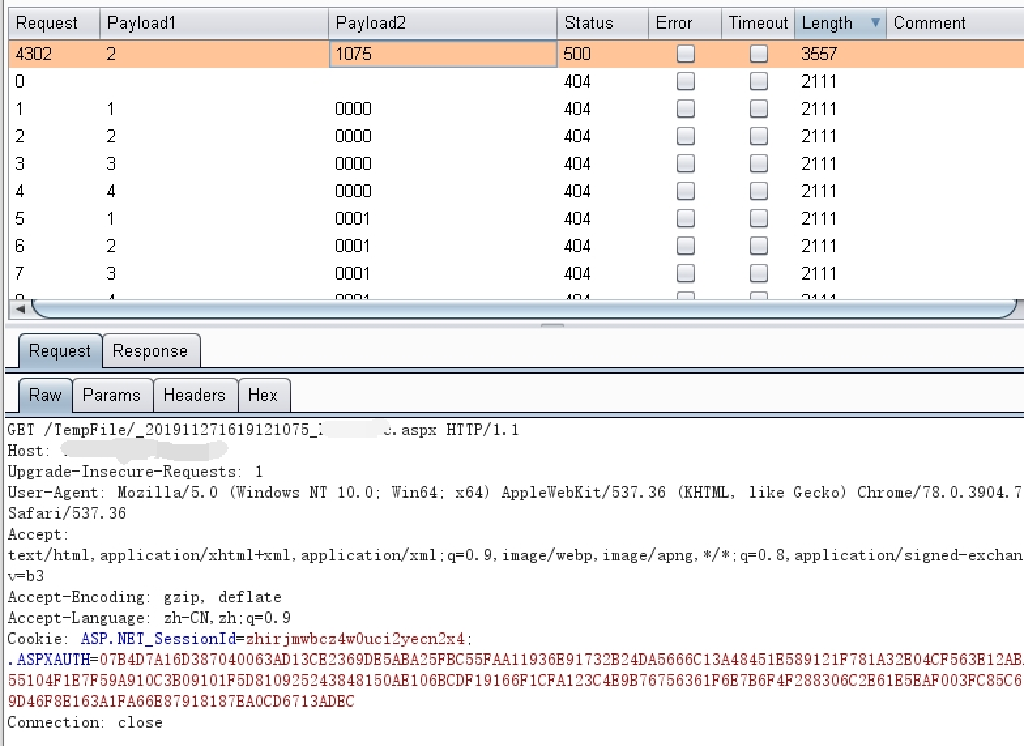 Request Payload1 Payload2 Status Error Timeout Length Comment
4302 2 1075 500 3557
0 404 2111
1 1 0000 404 2111
2 2 0000 404 2111
3 3 0000 404 2111
4 4 0000 404 2111
5 1 0001 404 2111
6 2 0001 404 2111
7 3 0001 404 2111
Request Response
Raw Params Headers Hex
GET /TempFile/_201911271619121075_ .aspx HTTP/1.1
Host:
Upgrade-Insecure-Requests: 1
User-Agent: Mozilla/5.0 (Windows NT 10.0; Win64; x64) AppleWebKit/537.36 (KHTML, like Gecko) Chrome/78.0.3904.7
Safari/537.36
Accept:
text/html,application/xhtml+xml,application/xml;q=0.9,image/webp,image/apng,*/*;q=0.8,application/signed-exchan
v=b3
Accept-Encoding: gzip, deflate
Accept-Language: zh-CN,zh;q=0.9
Cookie: ASP.NET_SessionId=zhirjmwbcz4w0uci2yecn2x4;
.ASPXAUTH=07B4D7A16D387040063AD13CE2369DE5ABA25FBC55FAA11936E91732B24DA5666C13A48451E589121F781A32E04CF563E12AB
55104F1E7F59A910C3B09101F5D810925243848150AE106BCDF19166F1CFA123C4E9B76756361F6E7B6F4F288306C2E61E5EAF003FC85C6
9D46F8E163A1FA66E87918187EA0CD6713ADEC
Connection: close